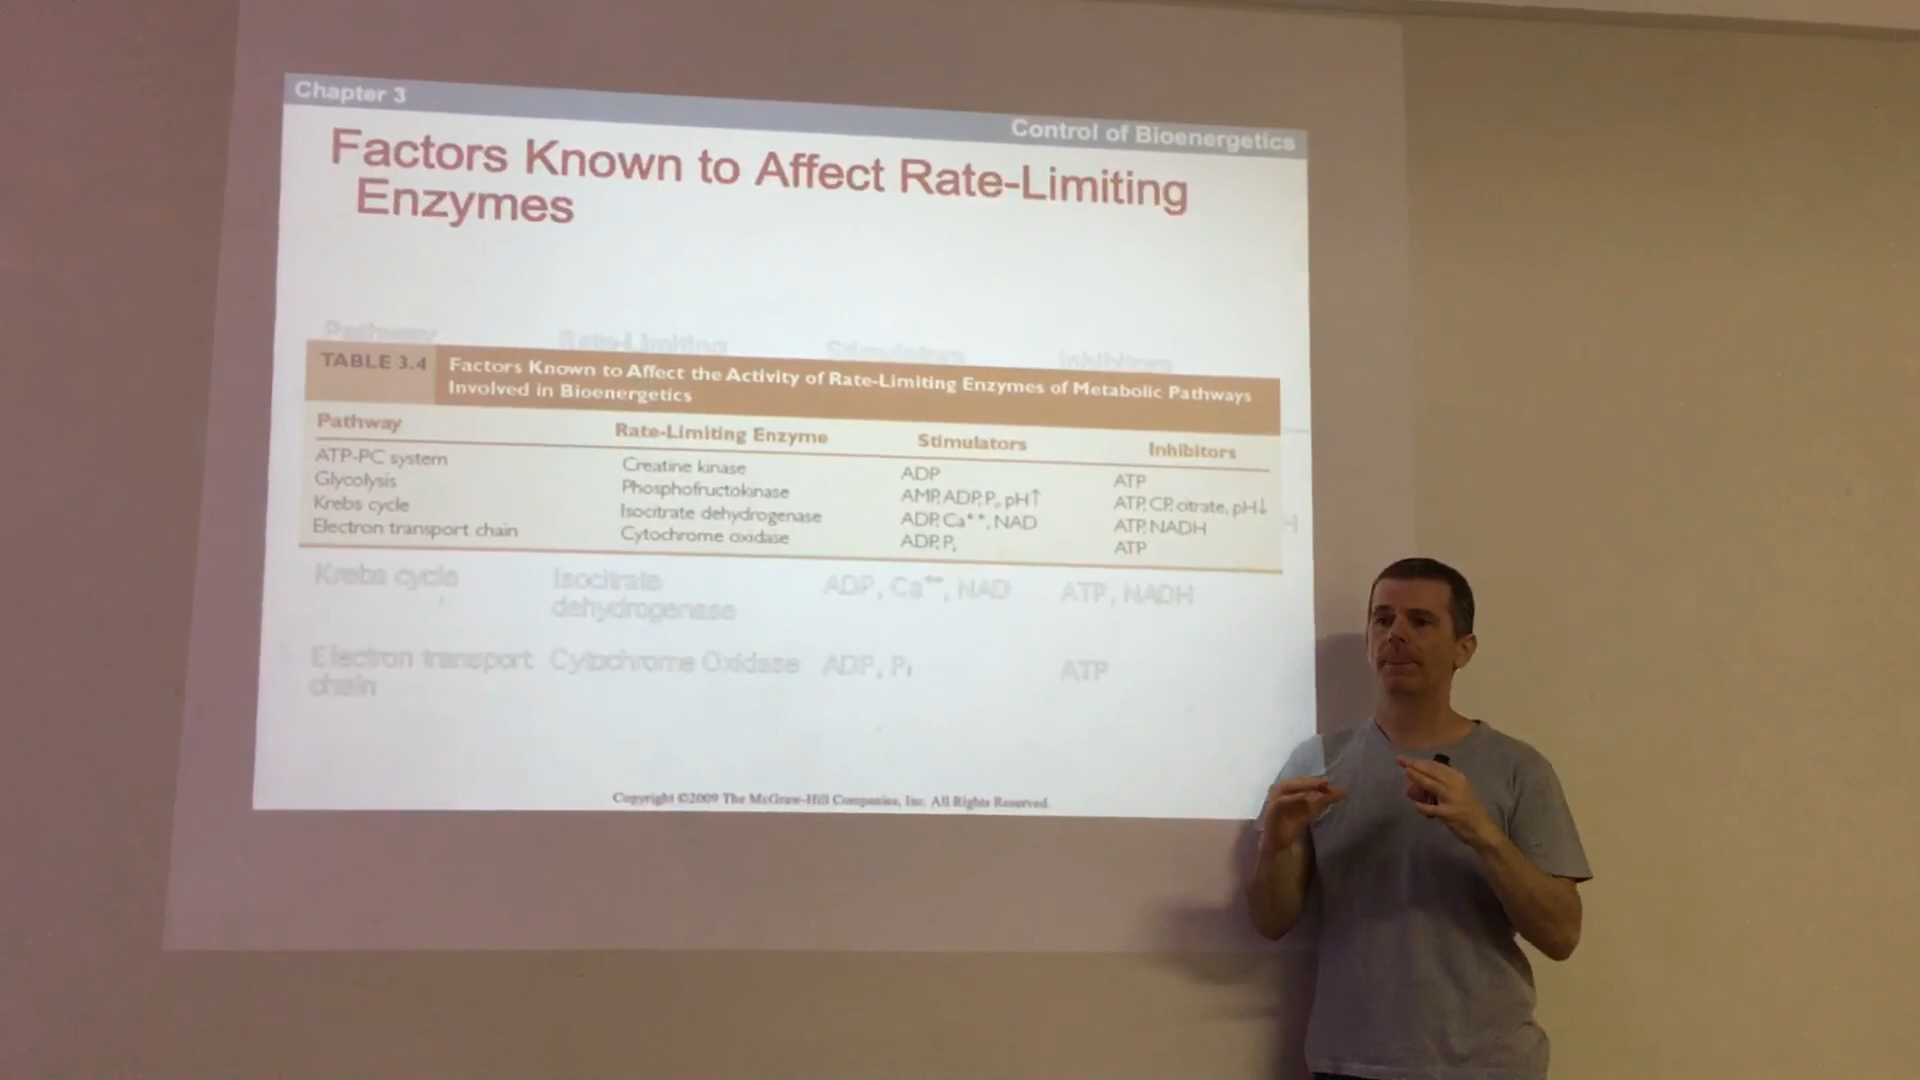 Chapter 3
Control of Bioenergetics
Factors Known to Affect Rate-Limiting
Enzymes
Pathway Rate-Limiting Stimulators Inhibitors
TABLE 3.4 Factors Known to Affect the Activity of Rate-Limiting Enzymes of Metabolic Pathways
Involved in Bioenergetics
Pathway Rate-Limiting Enzyme Stimulators Inhibitors
ATP-PC system Creatine kinase ADP ATP
Glycolysis Phosphofructokinase AMP, ADP, Pᵢ, pH↑ ATP, CP, citrate, pH↓
Krebs cycle Isocitrate dehydrogenase ADP, Ca⁺⁺, NAD ATP, NADH
Electron transport chain Cytochrome oxidase ADP, Pᵢ ATP
H
Krebs cycle Isocitrate ADP, Ca⁺⁺, NAD ATP, NADH
dehydrogenase
Electron transport Cytochrome Oxidase ADP, Pᵢ ATP
chain
Copyright ©2009 The McGraw-Hill Companies, Inc. All Rights Reserved.